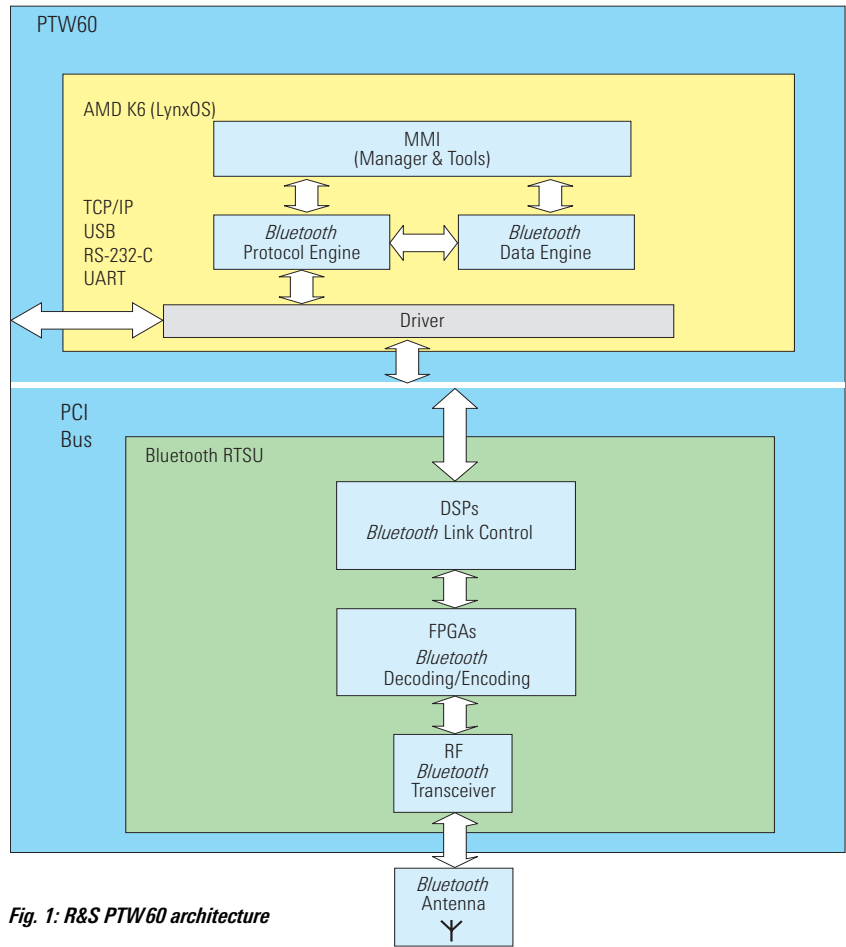 PTW60
AMD K6 (LynxOS)
MMI
(Manager & Tools)
TCP/IP
USB
RS-232-C
UART
Bluetooth
Protocol Engine
Bluetooth
Data Engine
Driver
PCI
Bus
Bluetooth RTSU
DSPs
Bluetooth Link Control
FPGAs
Bluetooth
Decoding/Encoding
RF
Bluetooth
Transceiver
Bluetooth
Antenna
Fig. 1: R&S PTW60 architecture